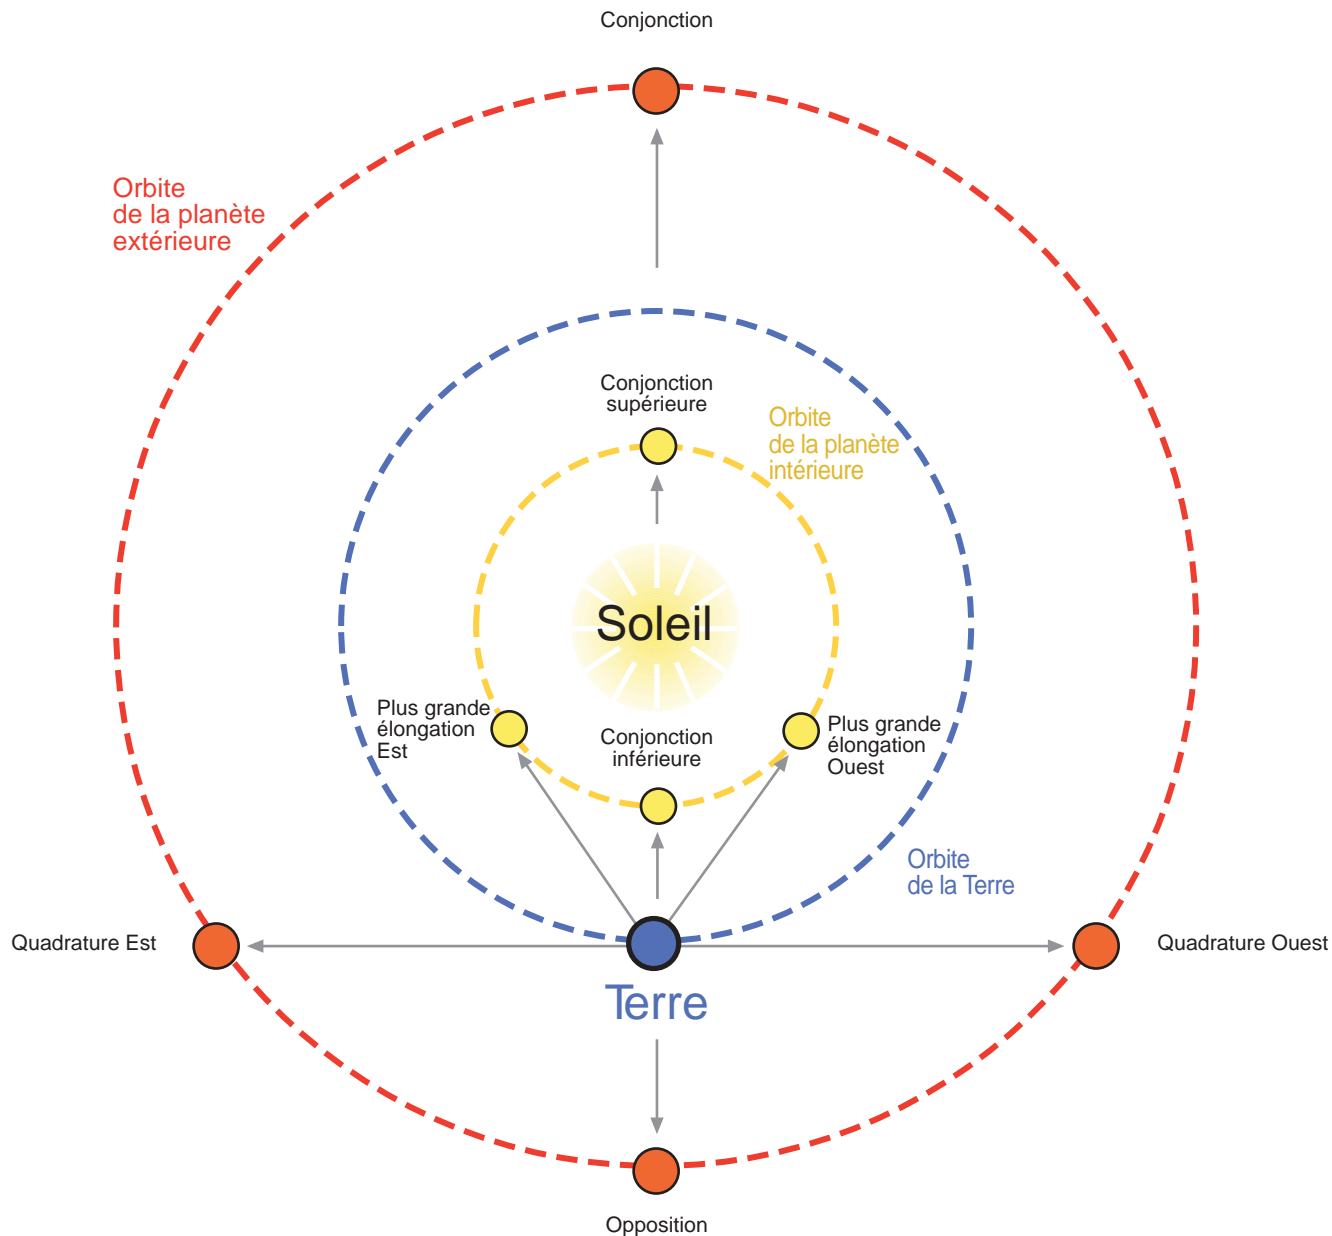 Conjonction
Orbite
de la planète
extérieure
Conjonction
supérieure
Orbite
de la planète
intérieure
Soleil
Plus grande
élongation
Est
Conjonction
inférieure
Plus grande
élongation
Ouest
Orbite
de la Terre
Quadrature Est
Quadrature Ouest
Terre
Opposition